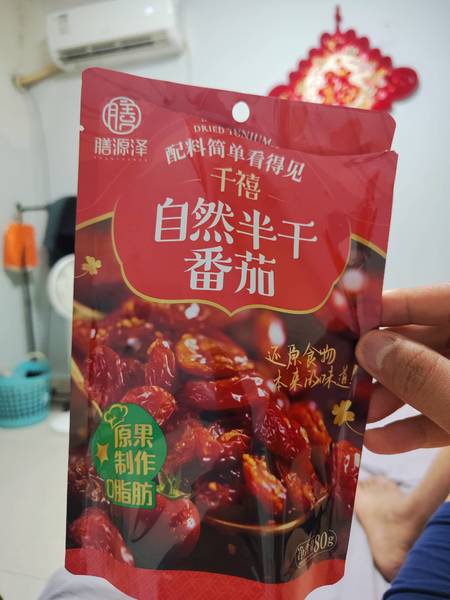 膳
膳源泽
配料简单看得见
千禧
自然半干
番茄
还原食物
本来的味道!
原果
制作
0脂肪
80g